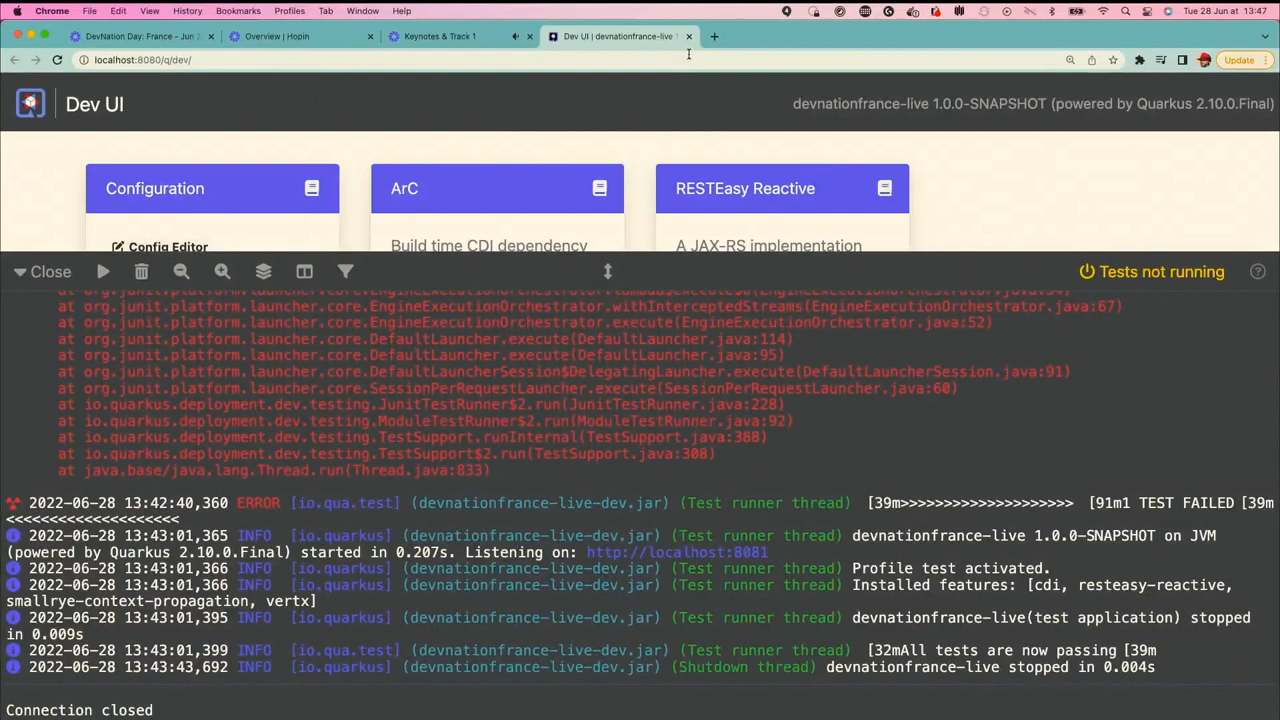 Chrome File Edit View History Bookmarks Profiles Tab Window Help Tue 28 Jun at 13:47
DevNation Day: France – Jun 2 Overview | Hopin Keynotes & Track 1 Dev UI | devnationfrance-live 1
localhost:8080/q/dev/ Update
Dev UI devnationfrance-live 1.0.0-SNAPSHOT (powered by Quarkus 2.10.0.Final)
Configuration ArC RESTEasy Reactive
Config Editor Build time CDI dependency A JAX-RS implementation
Close Tests not running
at org.junit.platform.launcher.core.EngineExecutionOrchestrator.withInterceptedStreams(EngineExecutionOrchestrator.java:67)
at org.junit.platform.launcher.core.EngineExecutionOrchestrator.execute(EngineExecutionOrchestrator.java:52)
at org.junit.platform.launcher.core.DefaultLauncher.execute(DefaultLauncher.java:114)
at org.junit.platform.launcher.core.DefaultLauncher.execute(DefaultLauncher.java:95)
at org.junit.platform.launcher.core.DefaultLauncherSession$DelegatingLauncher.execute(DefaultLauncherSession.java:91)
at org.junit.platform.launcher.core.SessionPerRequestLauncher.execute(SessionPerRequestLauncher.java:60)
at io.quarkus.deployment.dev.testing.JunitTestRunner$2.run(JunitTestRunner.java:228)
at io.quarkus.deployment.dev.testing.ModuleTestRunner$2.run(ModuleTestRunner.java:92)
at io.quarkus.deployment.dev.testing.TestSupport.runInternal(TestSupport.java:388)
at io.quarkus.deployment.dev.testing.TestSupport$2.run(TestSupport.java:308)
at java.base/java.lang.Thread.run(Thread.java:833)
2022-06-28 13:42:40,360 ERROR [io.qua.test] (devnationfrance-live-dev.jar) (Test runner thread) [39m>>>>>>>>>>>>>>>>>>>> [91m1 TEST FAILED [39m
<<<<<<<<<<<<<<<<<<<<
2022-06-28 13:43:01,365 INFO [io.quarkus] (devnationfrance-live-dev.jar) (Test runner thread) devnationfrance-live 1.0.0-SNAPSHOT on JVM
(powered by Quarkus 2.10.0.Final) started in 0.207s. Listening on: http://localhost:8081
2022-06-28 13:43:01,366 INFO [io.quarkus] (devnationfrance-live-dev.jar) (Test runner thread) Profile test activated.
2022-06-28 13:43:01,366 INFO [io.quarkus] (devnationfrance-live-dev.jar) (Test runner thread) Installed features: [cdi, resteasy-reactive,
smallrye-context-propagation, vertx]
2022-06-28 13:43:01,395 INFO [io.quarkus] (devnationfrance-live-dev.jar) (Test runner thread) devnationfrance-live(test application) stopped
in 0.009s
2022-06-28 13:43:01,399 INFO [io.qua.test] (devnationfrance-live-dev.jar) (Test runner thread) [32mAll tests are now passing [39m
2022-06-28 13:43:43,692 INFO [io.quarkus] (devnationfrance-live-dev.jar) (Shutdown thread) devnationfrance-live stopped in 0.004s
Connection closed